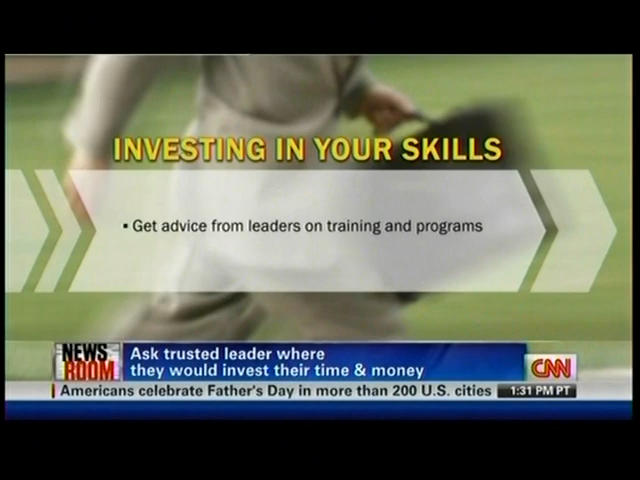 INVESTING IN YOUR SKILLS
▪ Get advice from leaders on training and programs
NEWS
ROOM
Ask trusted leader where
they would invest their time & money
CNN
Americans celebrate Father's Day in more than 200 U.S. cities
1:31 PM PT